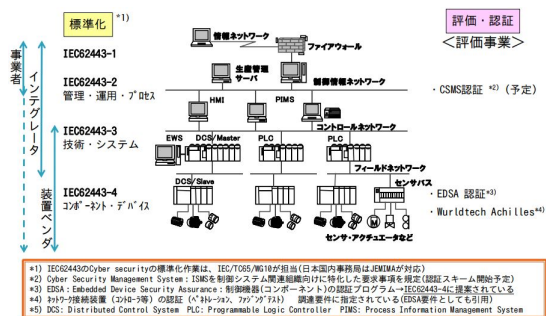 標準化 *1)
評価・認証
<評価事業>
事業者
インテグレータ
装置ベンダ
IEC62443-1
IEC62443-2
管理・運用・プロセス
IEC62443-3
技術・システム
IEC62443-4
コンポーネント・デバイス
情報ネットワーク
ファイアウォール
生産管理
サーバ
制御情報ネットワーク
HMI
PIMS
コントロールネットワーク
EWS
DCS/Master
PLC
PLC
フィールドネットワーク
DCS/Slave
センサバス
M
センサ・アクチュエータなど
・CSMS認証 *2) (予定)
・EDSA 認証*3)
・Wurldtech Achilles*4)
*1) IEC62443のCyber securityの標準化作業は、IEC/TC65/WG10が担当(日本国内事務局はJEMIMAが対応)
*2) Cyber Security Management System:ISMSを制御システム関連組織向けに特化した要求事項を規定(認証スキーム開始予定)
*3) EDSA:Embedded Device Security Assurance:制御機器(コンポーネント)の認証プログラム→IEC62443-4に提案されている
*4) ネットワーク接続装置 (コントローラ等) の認証 (ペネトレーション、ファジングテスト) 調達要件に指定されている(EDSA要件としても引用)
*5) DCS: Distributed Control System PLC: Programmable Logic Controller PIMS: Process Information Management System